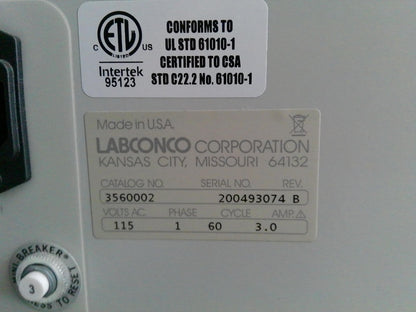 CONFORMS TO
UL STD 61010-1
CERTIFIED TO CSA
STD C22.2 No. 61010-1
ETL
C US
Intertek
95123
Made in U.S.A.
LABCONCO CORPORATION
KANSAS CITY, MISSOURI 64132
CATALOG NO. SERIAL NO. REV.
3560002 200493074 B
VOLTS AC PHASE CYCLE AMP.⚠
115 1 60 3.0
BREAKER
TO RESET
3